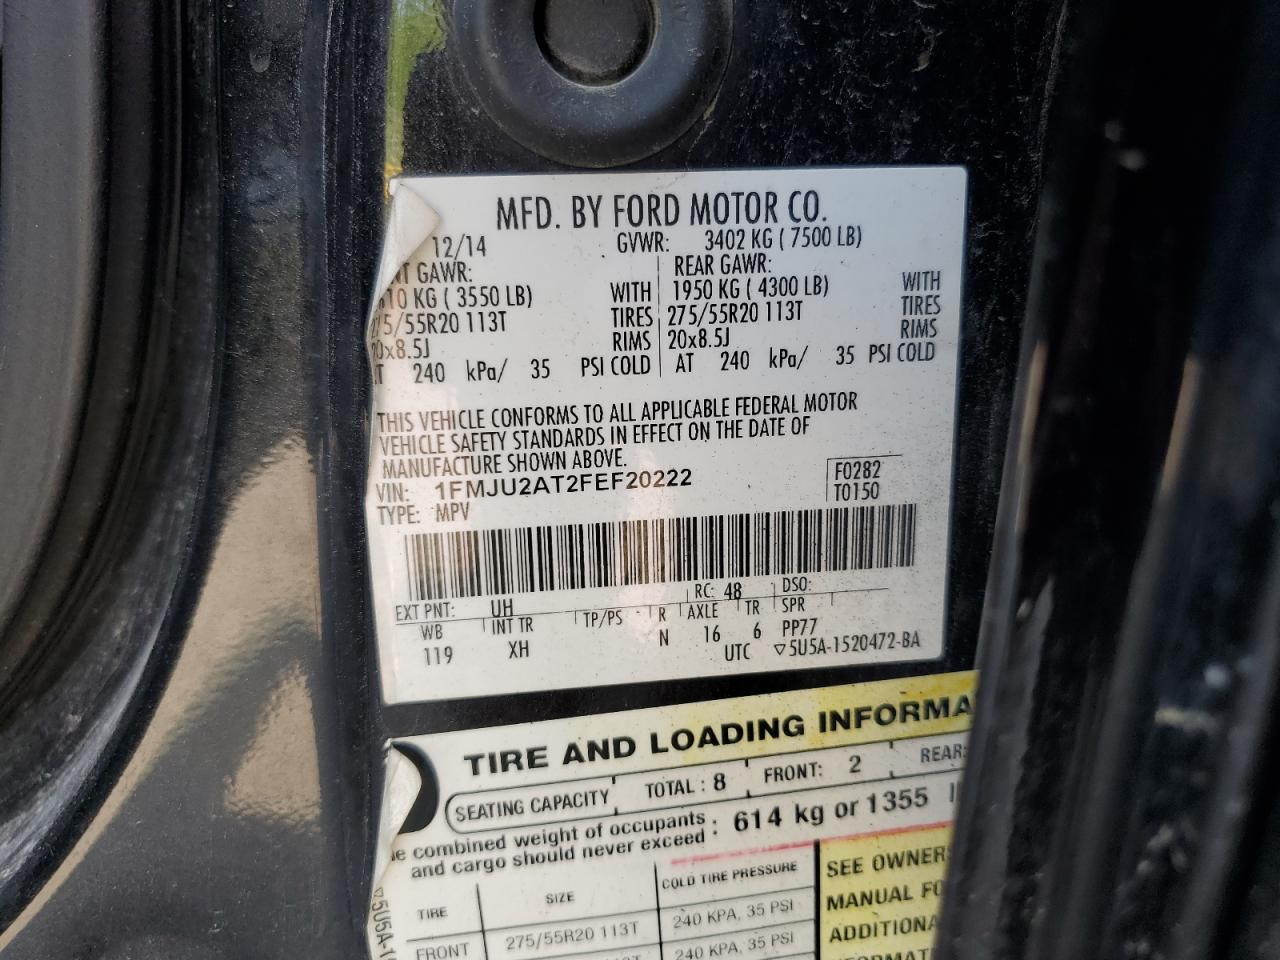 MFD. BY FORD MOTOR CO.
12/14 GVWR: 3402 KG ( 7500 LB)
GAWR: REAR GAWR:
KG ( 3550 LB) WITH 1950 KG ( 4300 LB) WITH
275/55R20 113T TIRES 275/55R20 113T TIRES
20x8.5J RIMS 20x8.5J RIMS
AT 240 kPa/ 35 PSI COLD AT 240 kPa/ 35 PSI COLD
THIS VEHICLE CONFORMS TO ALL APPLICABLE FEDERAL MOTOR
VEHICLE SAFETY STANDARDS IN EFFECT ON THE DATE OF
MANUFACTURE SHOWN ABOVE.
VIN: 1FMJU2AT2FEF20222 F0282
TYPE: MPV T0150
EXT PNT: UH RC: 48 DSO:
WB INT TR TP/PS R AXLE TR SPR
119 XH N 16 6 PP77
UTC ▽5U5A-1520472-BA
TIRE AND LOADING
SEATING CAPACITY TOTAL : 8 FRONT: 2 REAR:
combined weight of occupants
and cargo should never exceed : 614 kg or 1355
TIRE SIZE COLD TIRE PRESSURE
FRONT 275/55R20 113T 240 KPA, 35 PSI
240 KPA, 35 PSI
SEE
MANUAL